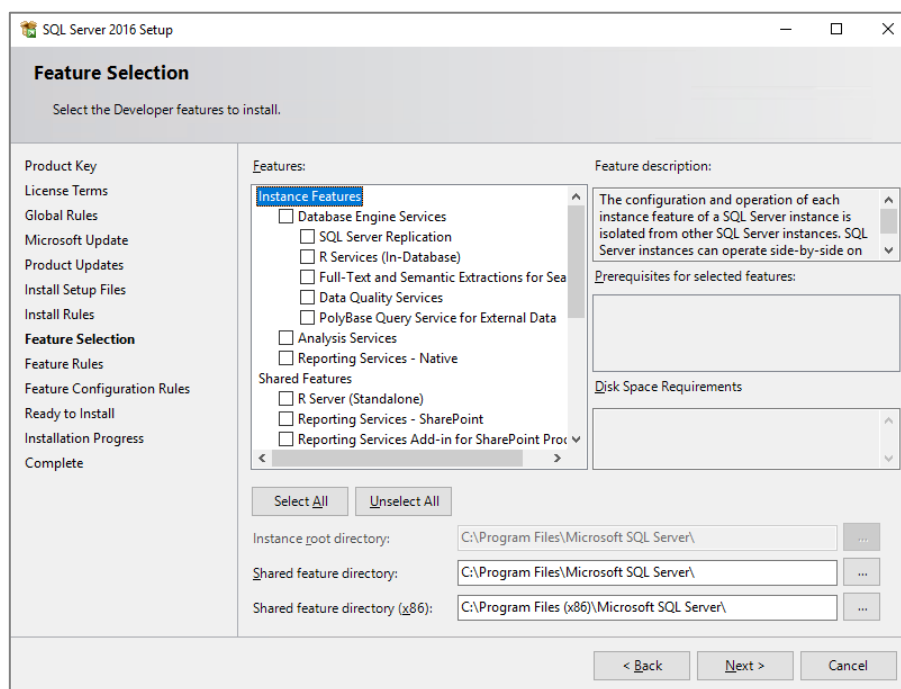 SQL Server 2016 Setup
Feature Selection
Select the Developer features to install.
Product Key
License Terms
Global Rules
Microsoft Update
Product Updates
Install Setup Files
Install Rules
Feature Selection
Feature Rules
Feature Configuration Rules
Ready to Install
Installation Progress
Complete
Features:
Instance Features
Database Engine Services
SQL Server Replication
R Services (In-Database)
Full-Text and Semantic Extractions for Sea
Data Quality Services
PolyBase Query Service for External Data
Analysis Services
Reporting Services - Native
Shared Features
R Server (Standalone)
Reporting Services - SharePoint
Reporting Services Add-in for SharePoint Proc
Feature description:
The configuration and operation of each
instance feature of a SQL Server instance is
isolated from other SQL Server instances. SQL
Server instances can operate side-by-side on
Prerequisites for selected features:
Disk Space Requirements
Select All
Unselect All
Instance root directory:
C:\Program Files\Microsoft SQL Server\
...
Shared feature directory:
C:\Program Files\Microsoft SQL Server\
...
Shared feature directory (x86):
C:\Program Files (x86)\Microsoft SQL Server\
...
< Back
Next >
Cancel